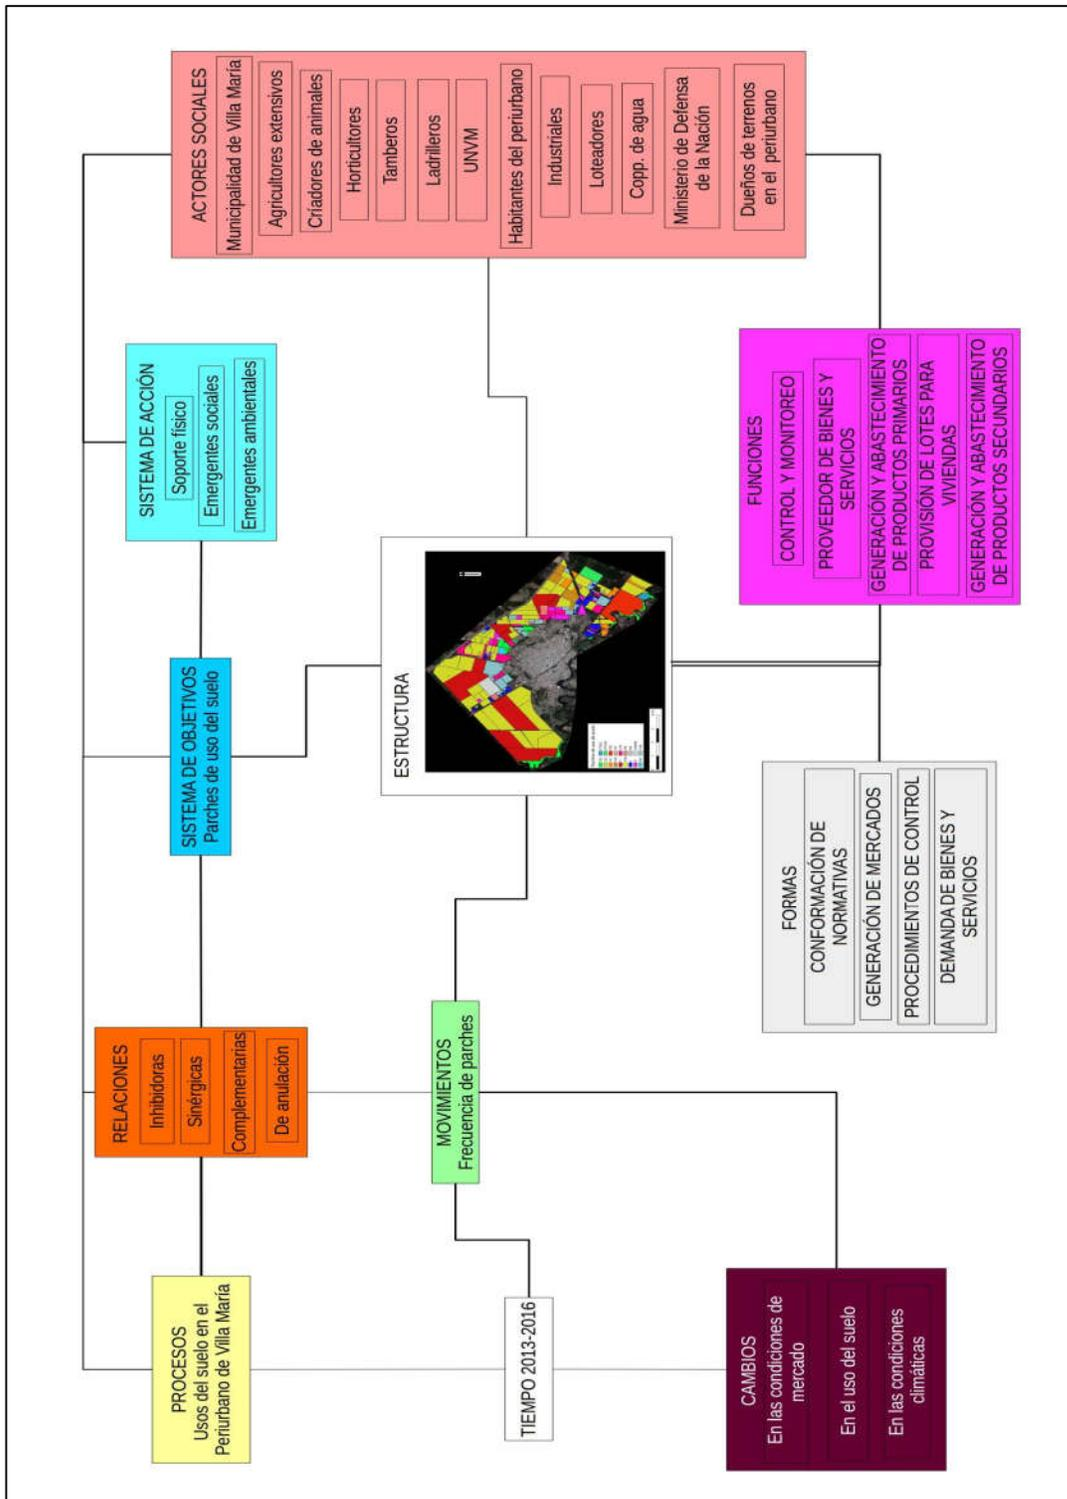 PROCESOS
Usos del suelo en el
Periurbano de Villa María
RELACIONES
Inhibidoras
Sinérgicas
Complementarias
De anulación
SISTEMA DE OBJETIVOS
Parches de uso del suelo
SISTEMA DE ACCIÓN
Soporte físico
Emergentes sociales
Emergentes ambientales
ACTORES SOCIALES
Municipalidad de Villa María
Agricultores extensivos
Criadores de animales
Horticultores
Tamberos
Ladrilleros
UNVM
Habitantes del periurbano
Industriales
Loteadores
Copp. de agua
Ministerio de Defensa
de la Nación
Dueños de terrenos
en el periurbano
TIEMPO 2013-2016
MOVIMIENTOS
Frecuencia de parches
ESTRUCTURA
CAMBIOS
En las condiciones de
mercado
En el uso del suelo
En las condiciones
climáticas
FORMAS
CONFORMACIÓN DE
NORMATIVAS
GENERACIÓN DE MERCADOS
PROCEDIMIENTOS DE CONTROL
DEMANDA DE BIENES Y
SERVICIOS
FUNCIONES
CONTROL Y MONITOREO
PROVEEDOR DE BIENES Y
SERVICIOS
GENERACIÓN Y ABASTECIMIENTO
DE PRODUCTOS PRIMARIOS
PROVISIÓN DE LOTES PARA
VIVIENDAS
GENERACIÓN Y ABASTECIMIENTO
DE PRODUCTOS SECUNDARIOS